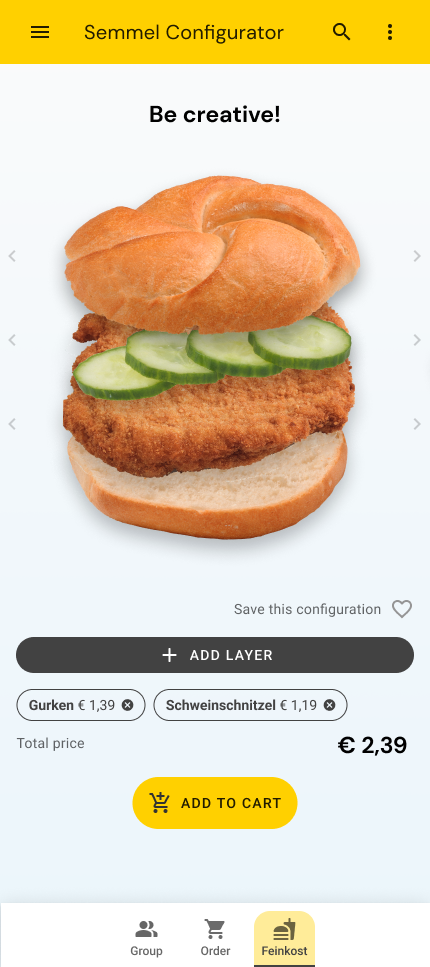 Semmel Configurator
Be creative!
Save this configuration
ADD LAYER
Gurken € 1,39 Schweinschnitzel € 1,19
Total price € 2,39
ADD TO CART
Group Order Feinkost